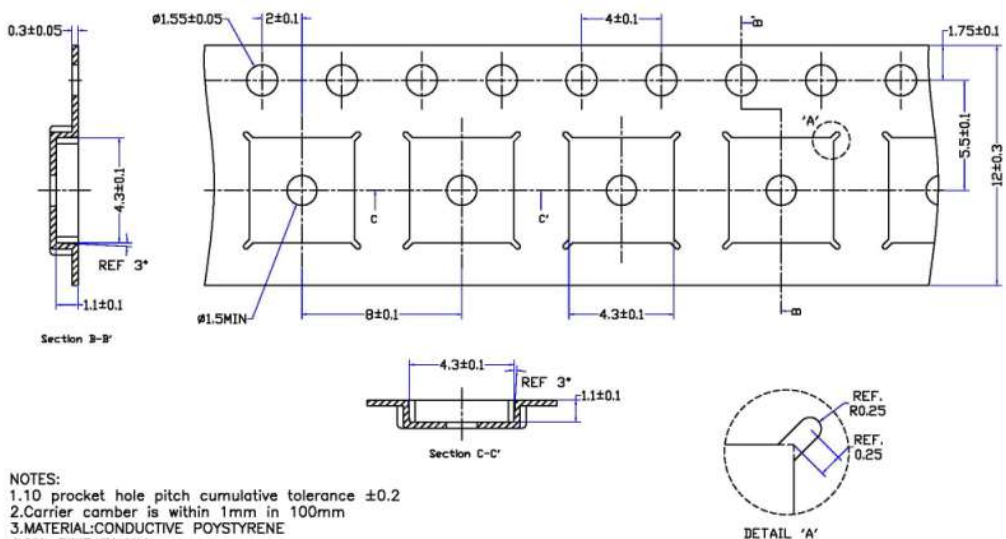 0.3±0.05
ø1.55±0.05
2±0.1
4±0.1
B
1.75±0.1
'A'
5.5±0.1
12±0.3
4.3±0.1
C
C'
REF 3°
1.1±0.1
ø1.5MIN
8±0.1
4.3±0.1
B
Section B-B'
4.3±0.1
REF 3°
1.1±0.1
Section C-C'
REF.
R0.25
REF.
0.25
DETAIL 'A'
NOTES:
1.10 procket hole pitch cumulative tolerance ±0.2
2.Carrier camber is within 1mm in 100mm
3.MATERIAL:CONDUCTIVE POYSTYRENE